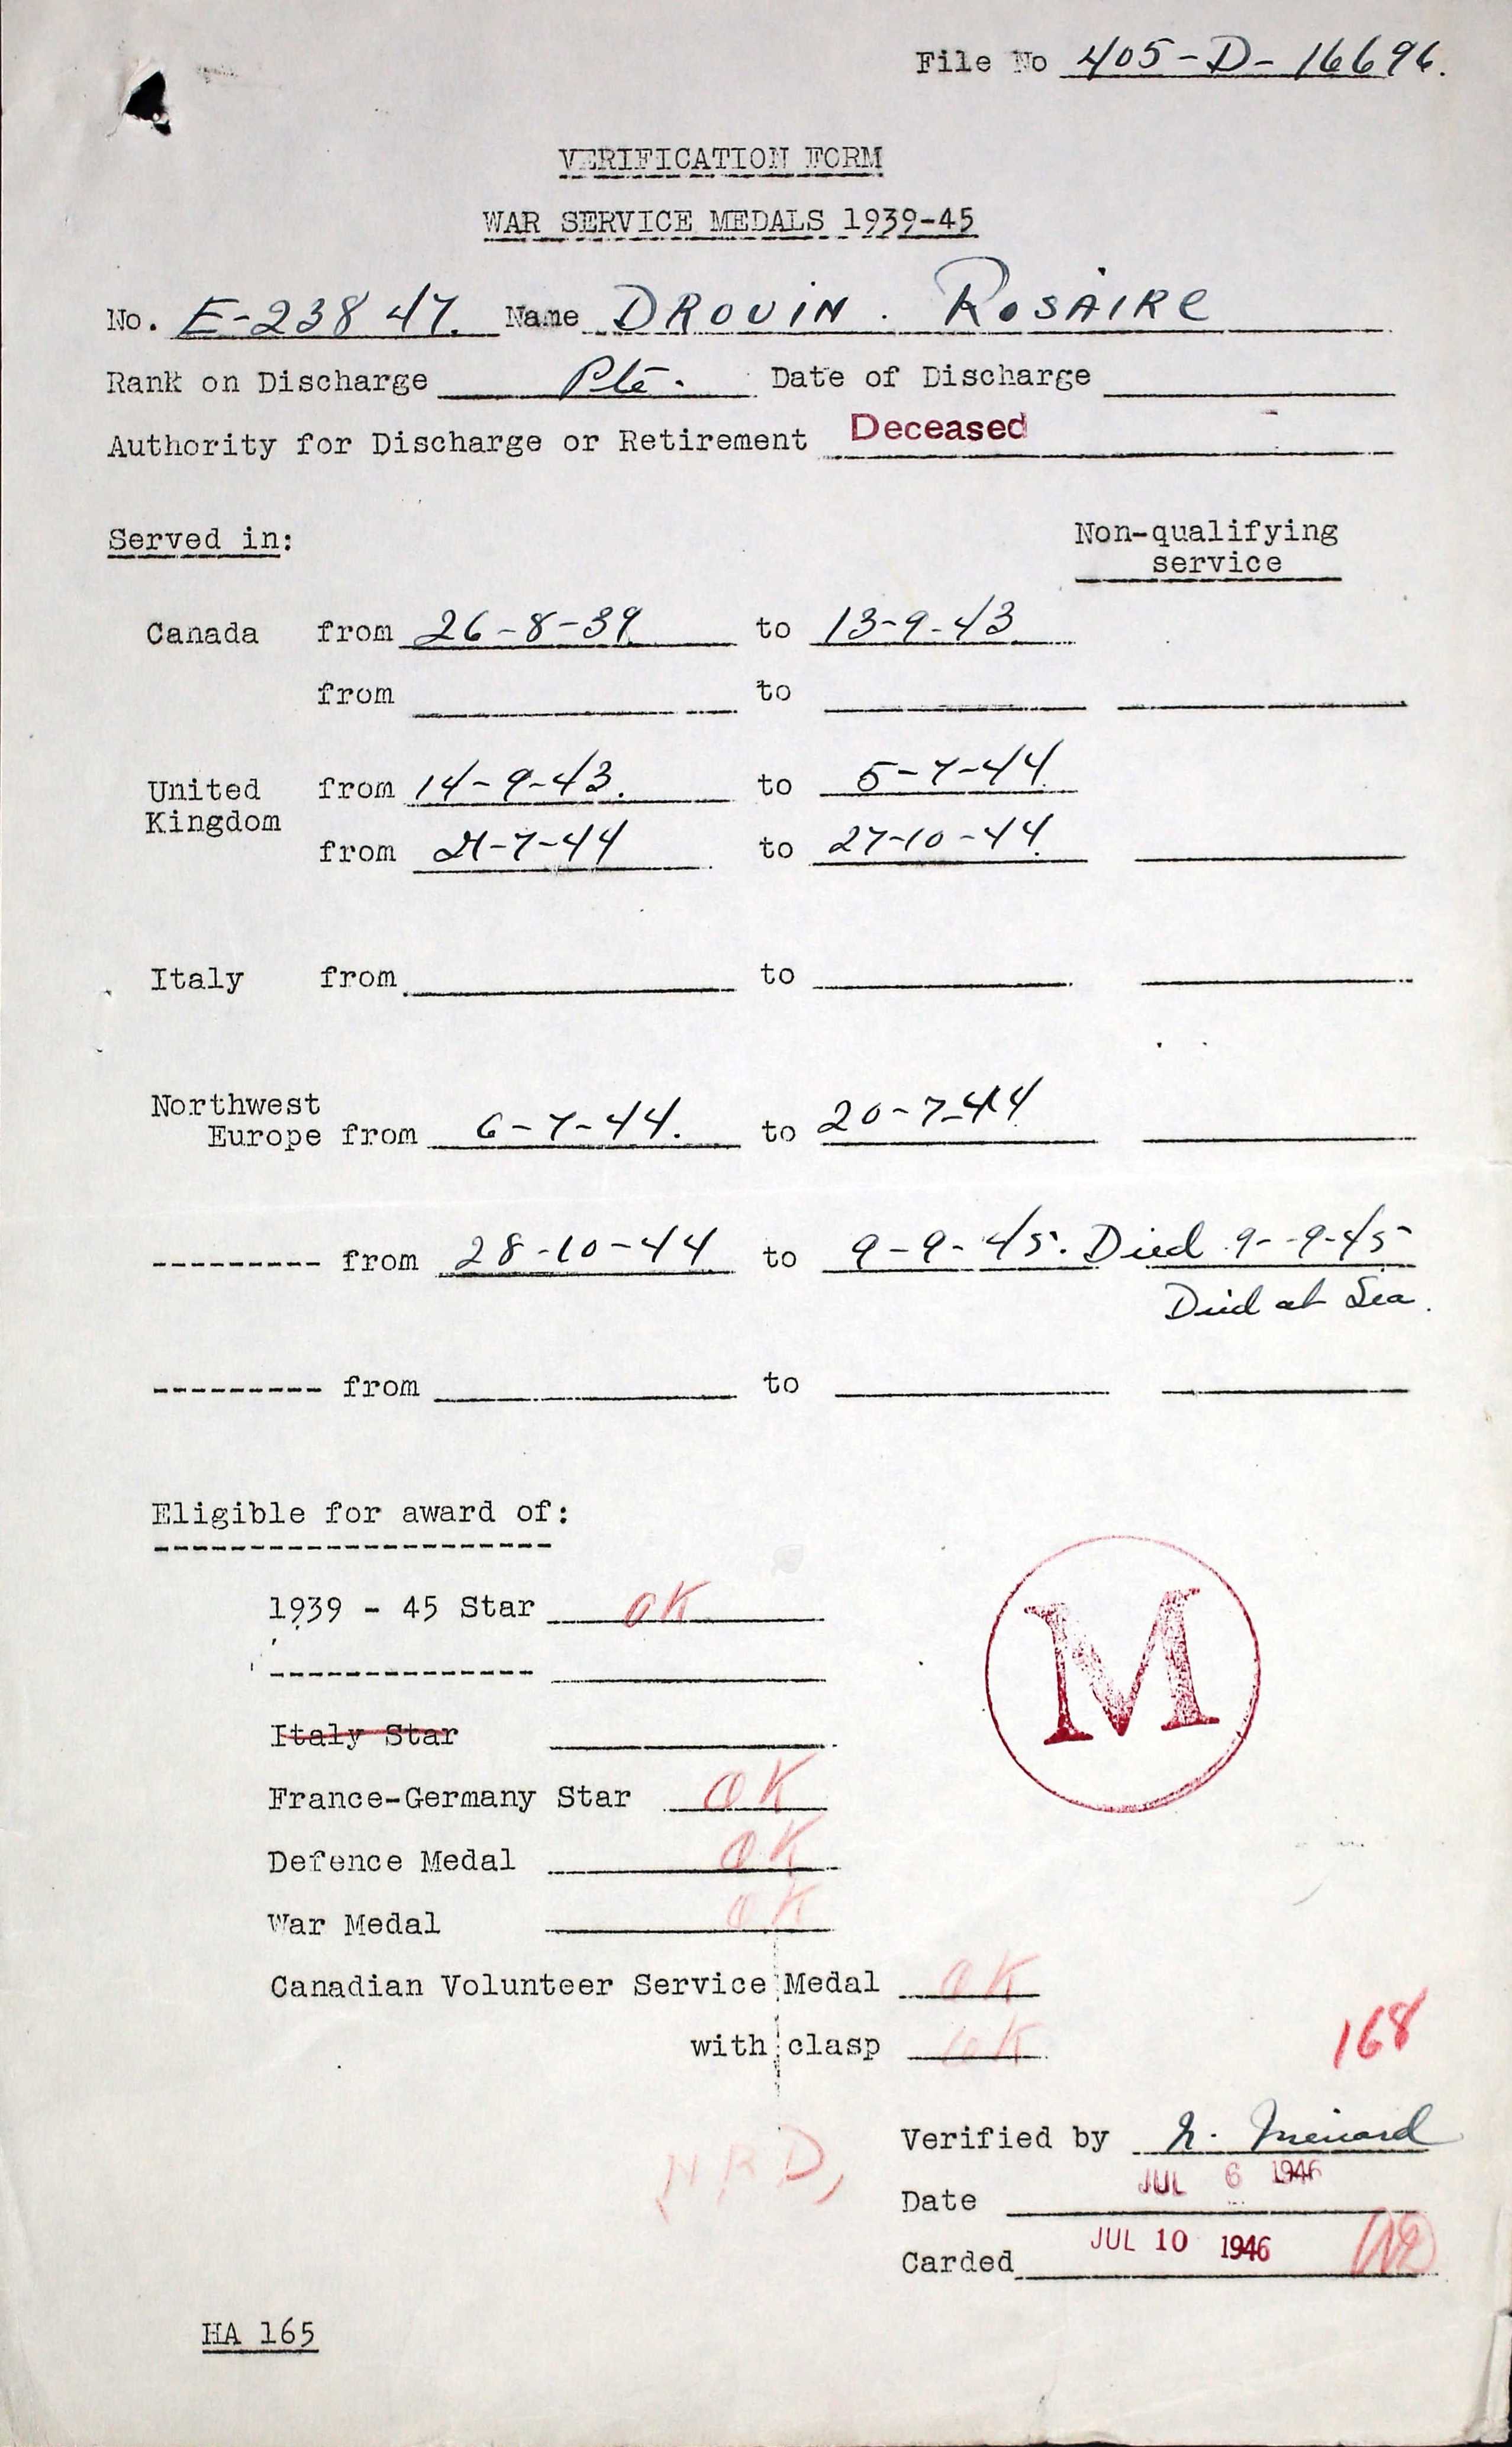 File No 405-D-16696.
VERIFICATION FORM
WAR SERVICE MEDALS 1939-45
No. E-23847. Name DROUIN. ROSAIRE
Rank on Discharge Pte. Date of Discharge
Authority for Discharge or Retirement Deceased
Served in: Non-qualifying
service
Canada from 26-8-39 to 13-9-43
from to
United from 14-9-43. to 5-7-44
Kingdom
from 21-7-44 to 27-10-44
Italy from to
Northwest
Europe from 6-7-44. to 20-7-44
--------- from 28-10-44 to 9-9-45. Died 9-9-45
Died at Sea.
--------- from to
Eligible for award of:
1939 - 45 Star OK
Italy Star
France-Germany Star OK
Defence Medal OK
War Medal OK
Canadian Volunteer Service Medal OK
with clasp OK
M
168
Verified by N. Menard
Date JUL 6 1946
Carded JUL 10 1946
HA 165